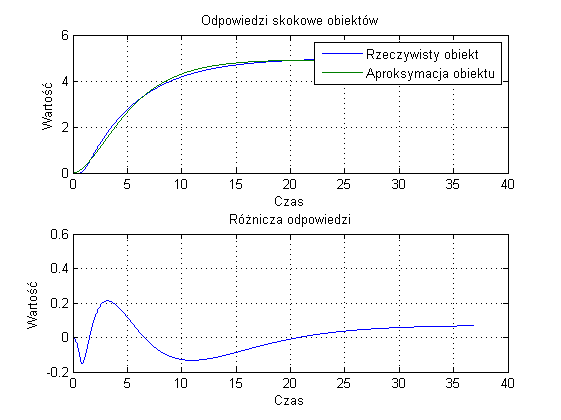 Odpowiedzi skokowe obiektów
6
4
2
0
Wartość
Rzeczywisty obiekt
Aproksymacja obiektu
0 5 10 15 20 25 30 35 40
Czas
Różnicza odpowiedzi
0.6
0.4
0.2
0
-0.2
Wartość
0 5 10 15 20 25 30 35 40
Czas